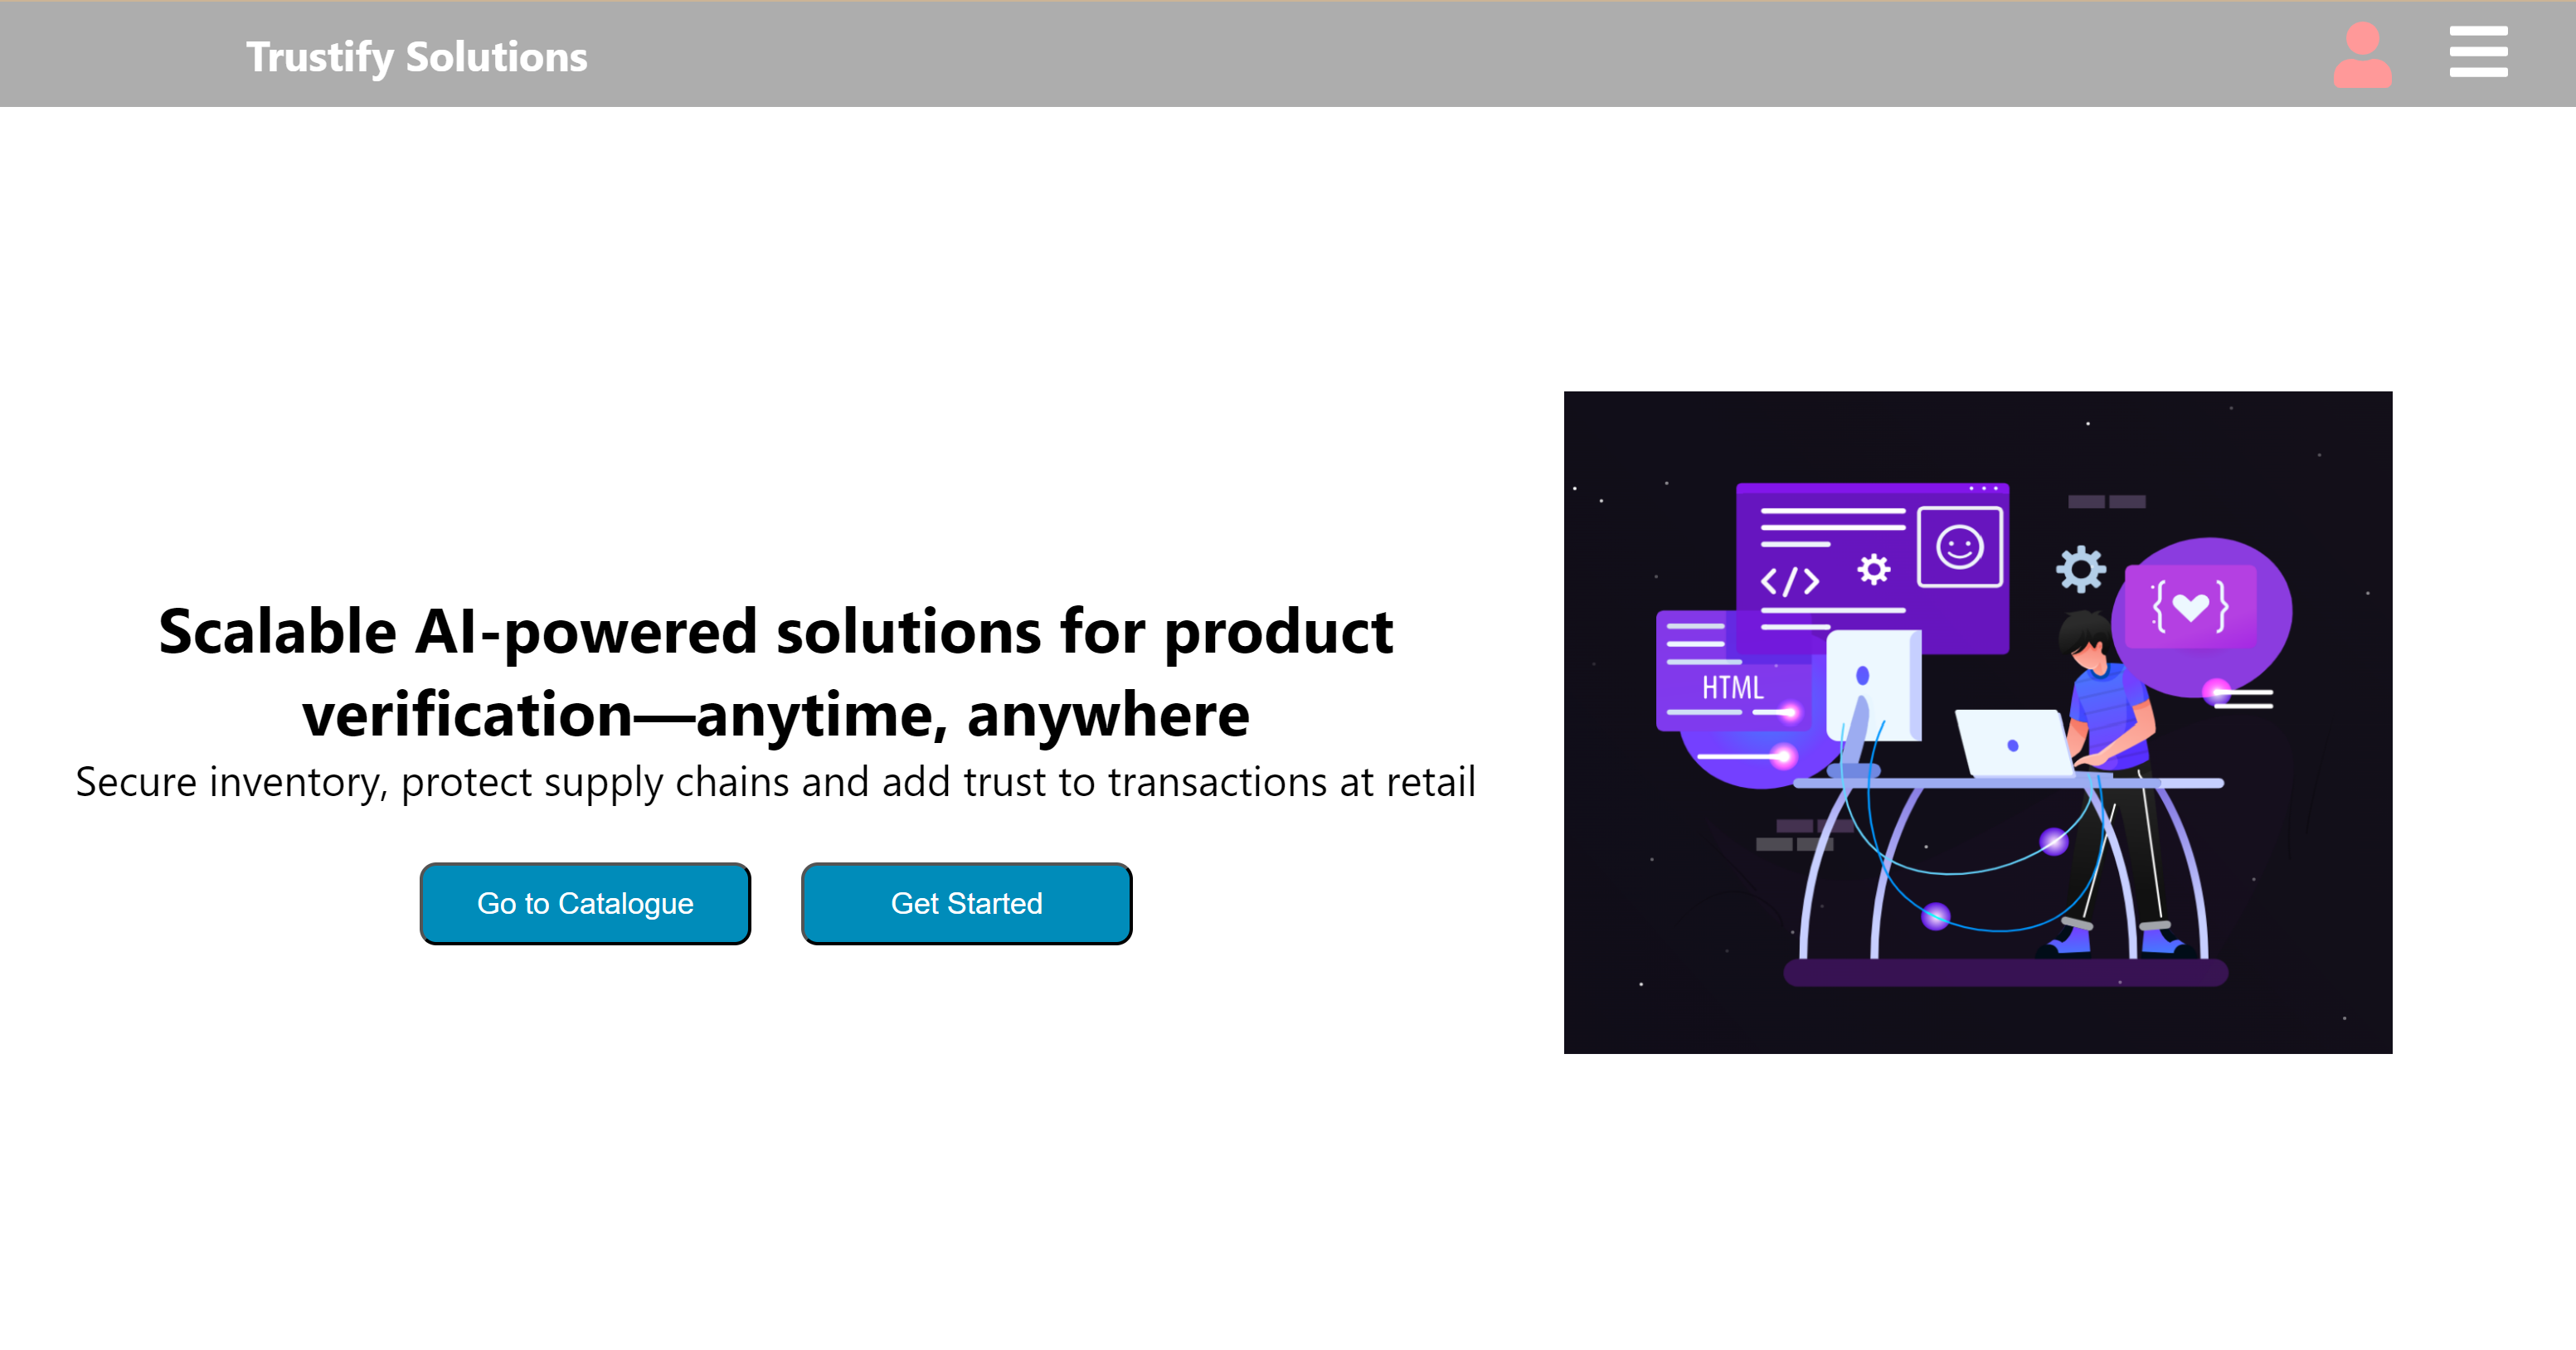 Trustify Solutions
Scalable AI-powered solutions for product
verification—anytime, anywhere
Secure inventory, protect supply chains and add trust to transactions at retail
Go to Catalogue
Get Started
</>
HTML
{ }